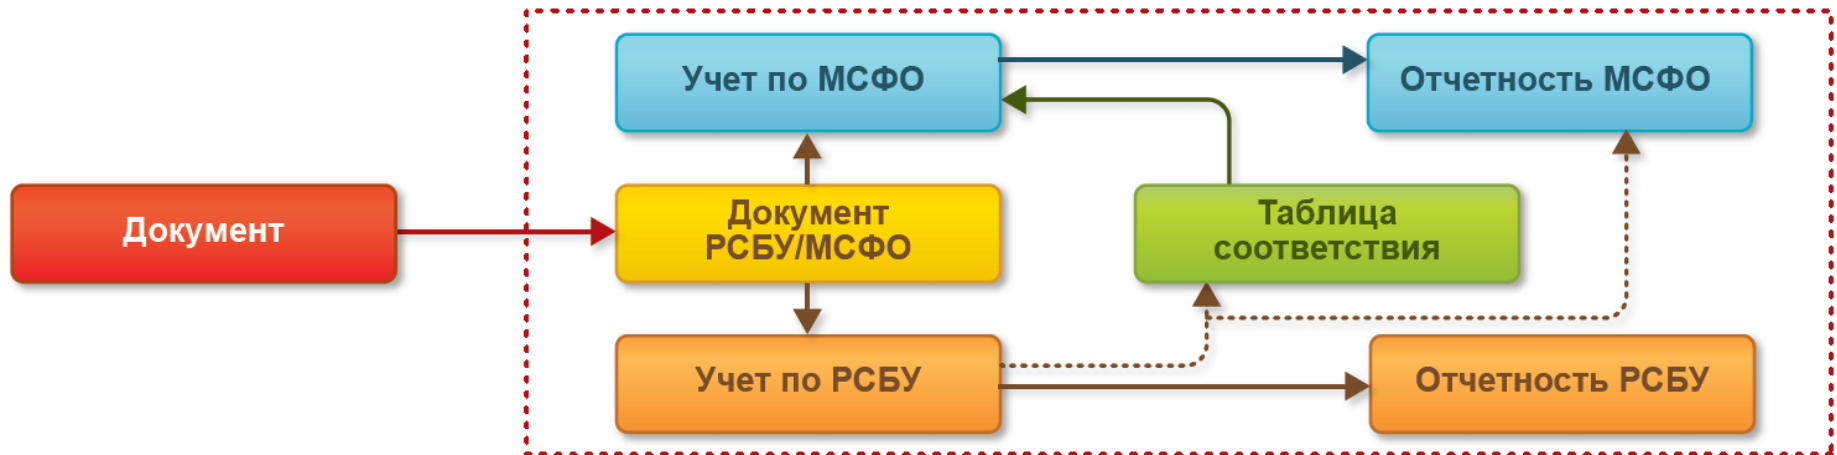 Учет по МСФО
Отчетность МСФО
Документ
Документ
РСБУ/МСФО
Таблица
соответствия
Учет по РСБУ
Отчетность РСБУ